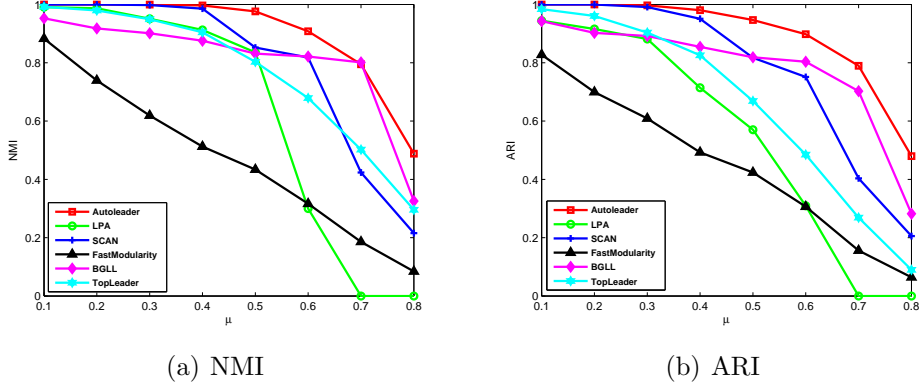 1
0.8
0.6
0.4
0.2
0
NMI
Autoleader
LPA
SCAN
FastModularity
BGLL
TopLeader
0.1 0.2 0.3 0.4 0.5 0.6 0.7 0.8
μ
(a) NMI
1
0.8
0.6
0.4
0.2
0
ARI
Autoleader
LPA
SCAN
FastModularity
BGLL
TopLeader
0.1 0.2 0.3 0.4 0.5 0.6 0.7 0.8
μ
(b) ARI